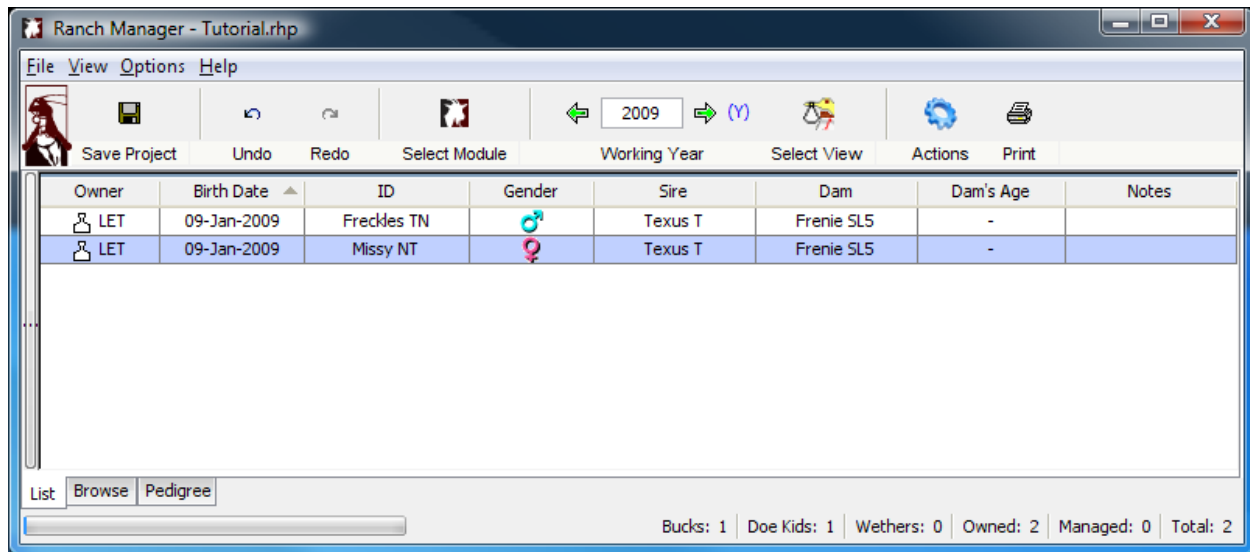 Ranch Manager - Tutorial.rhp
File View Options Help
2009 (Y)
Save Project Undo Redo Select Module Working Year Select View Actions Print
Owner Birth Date ID Gender Sire Dam Dam's Age Notes
LET 09-Jan-2009 Freckles TN Texus T Frenie SL5 -
LET 09-Jan-2009 Missy NT Texus T Frenie SL5 -
List Browse Pedigree
Bucks: 1 Doe Kids: 1 Wethers: 0 Owned: 2 Managed: 0 Total: 2